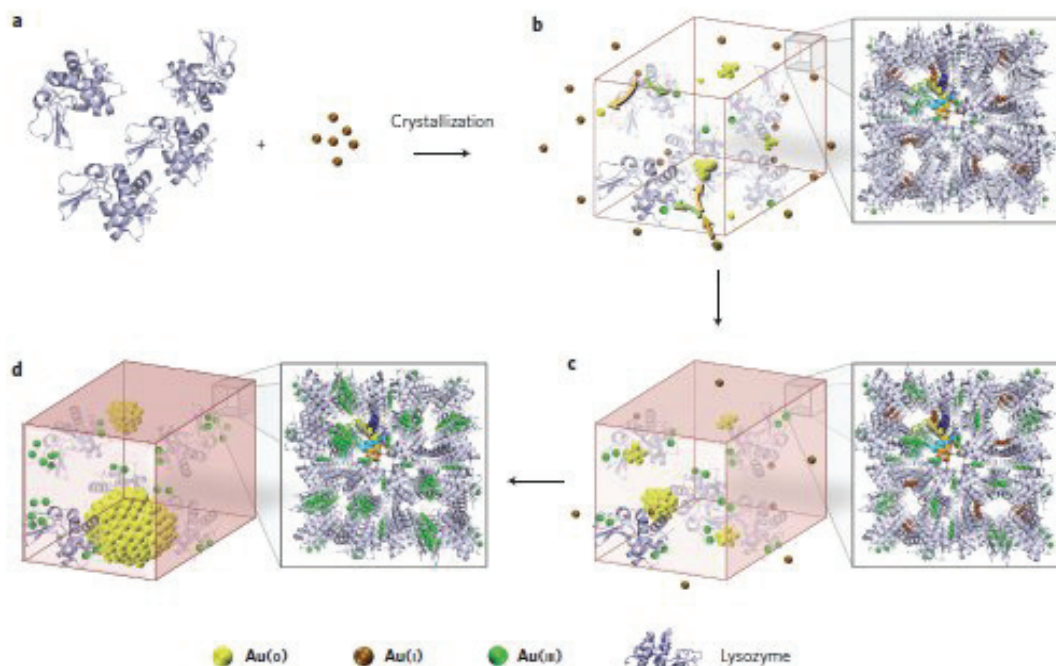 a
b
+
Crystallization
d
c
Au(0)
Au(I)
Au(III)
Lysozyme